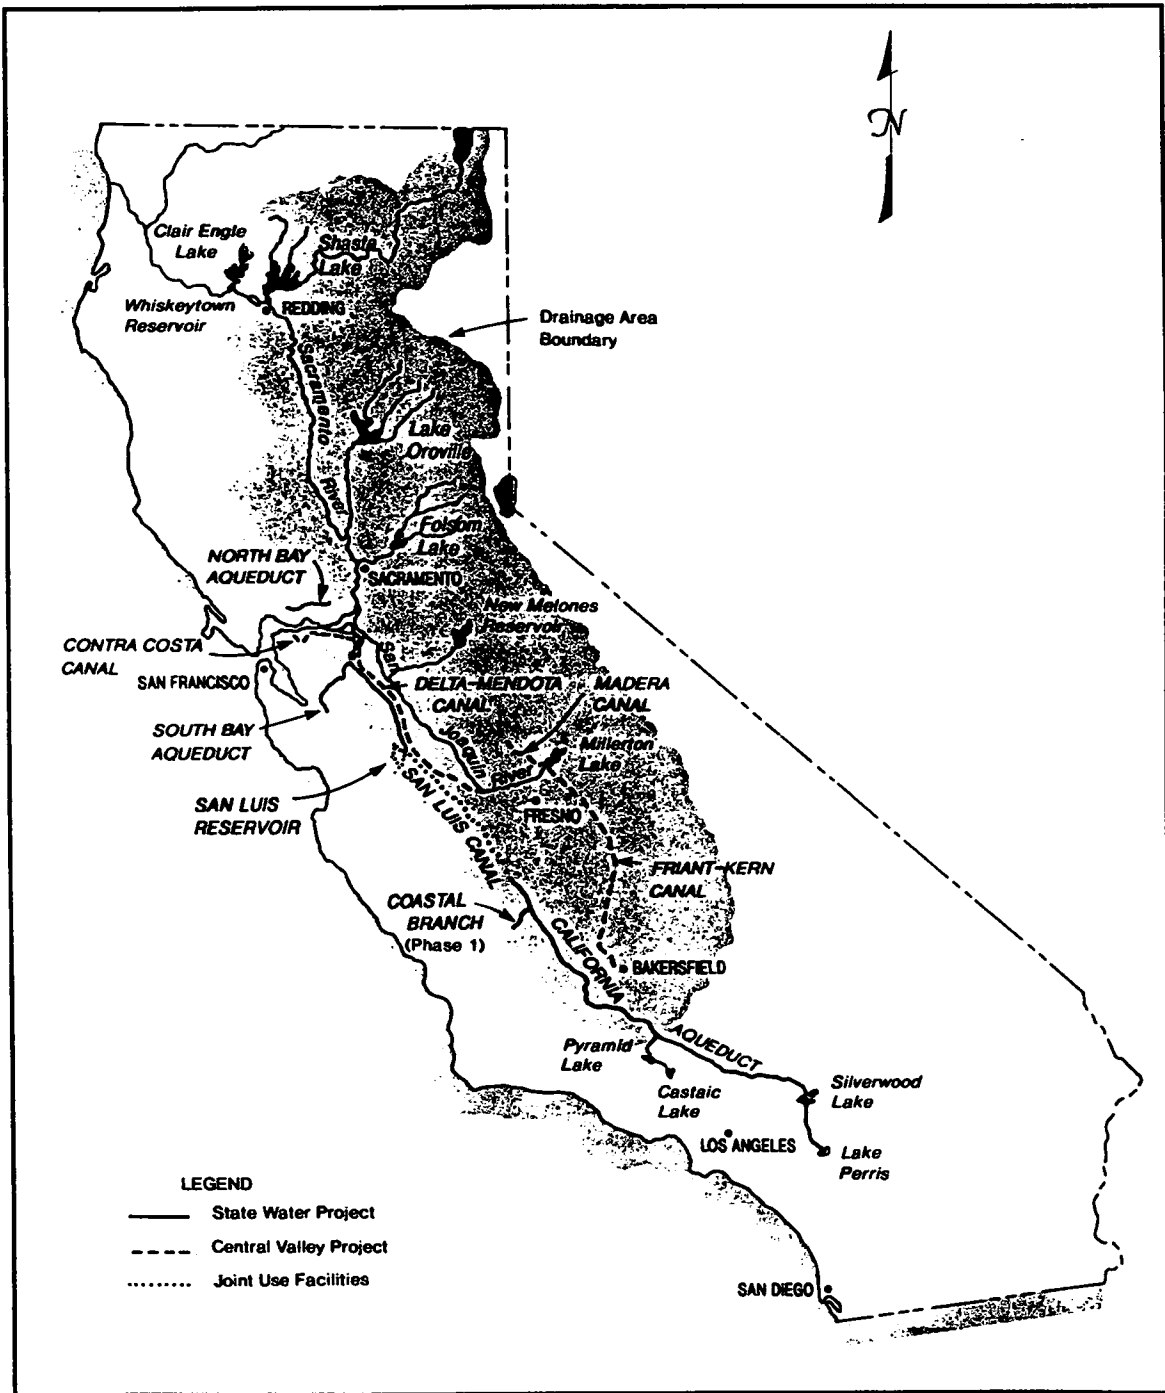 N
Clair Engle
Lake
Shasta
Lake
Whiskeytown
Reservoir
REDDING
Drainage Area
Boundary
Sacramento
River
Lake
Oroville
Folsom
Lake
NORTH BAY
AQUEDUCT
SACRAMENTO
New Melones
Reservoir
CONTRA COSTA
CANAL
SAN FRANCISCO
San
Joaquin
River
DELTA-MENDOTA
CANAL
MADERA
CANAL
SOUTH BAY
AQUEDUCT
Millerton
Lake
SAN LUIS
RESERVOIR
SAN LUIS CANAL
FRESNO
FRIANT-KERN
CANAL
COASTAL
BRANCH
(Phase 1)
CALIFORNIA
AQUEDUCT
BAKERSFIELD
Pyramid
Lake
Castaic
Lake
Silverwood
Lake
LOS ANGELES
Lake
Perris
LEGEND
State Water Project
Central Valley Project
Joint Use Facilities
SAN DIEGO